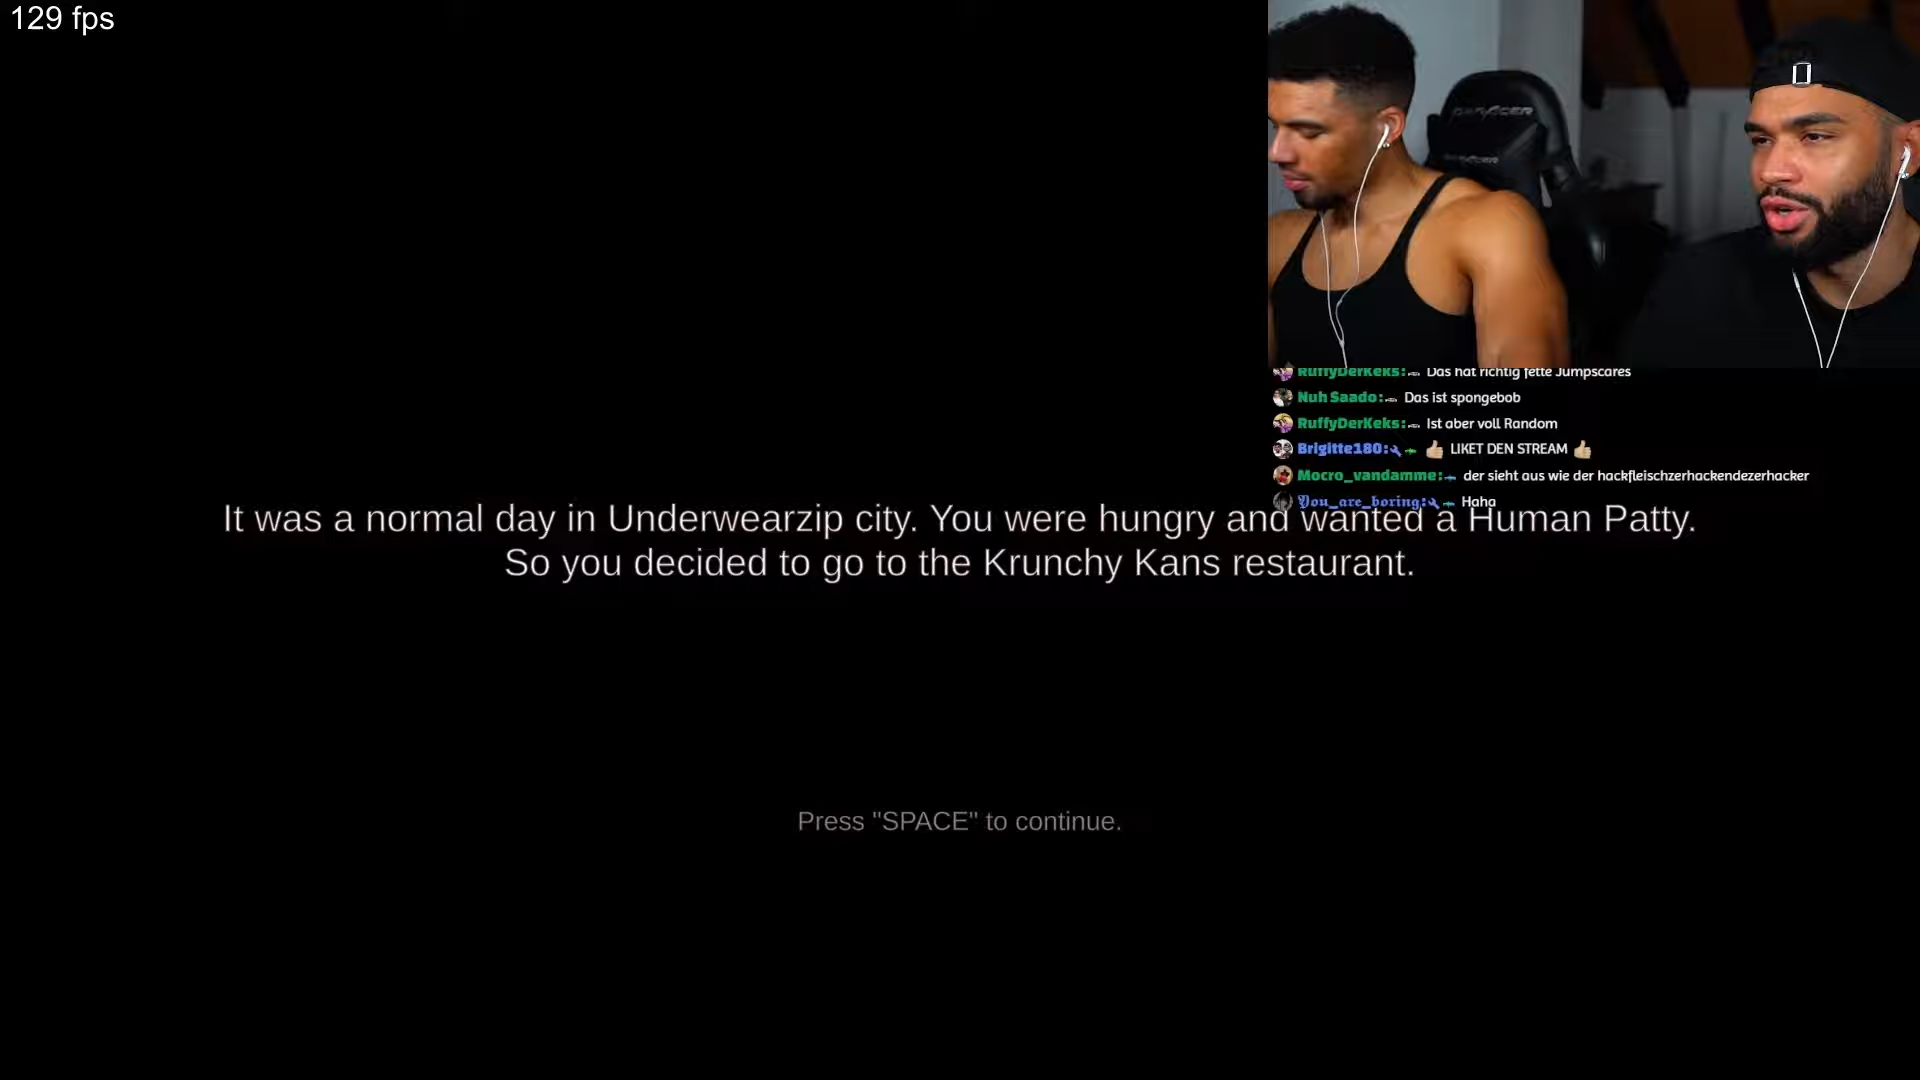 129 fps
RuffyDerKeks: Das hat richtig fette Jumpscares
Nuh Saado: Das ist spongebob
RuffyDerKeks: Ist aber voll Random
Brigitte180: 👍 LIKET DEN STREAM 👍
Mocro_vandamme: der sieht aus wie der hackfleischzerhackendezerhacker
You_are_boring: Haha
It was a normal day in Underwearzip city. You were hungry and wanted a Human Patty.
So you decided to go to the Krunchy Kans restaurant.
Press "SPACE" to continue.